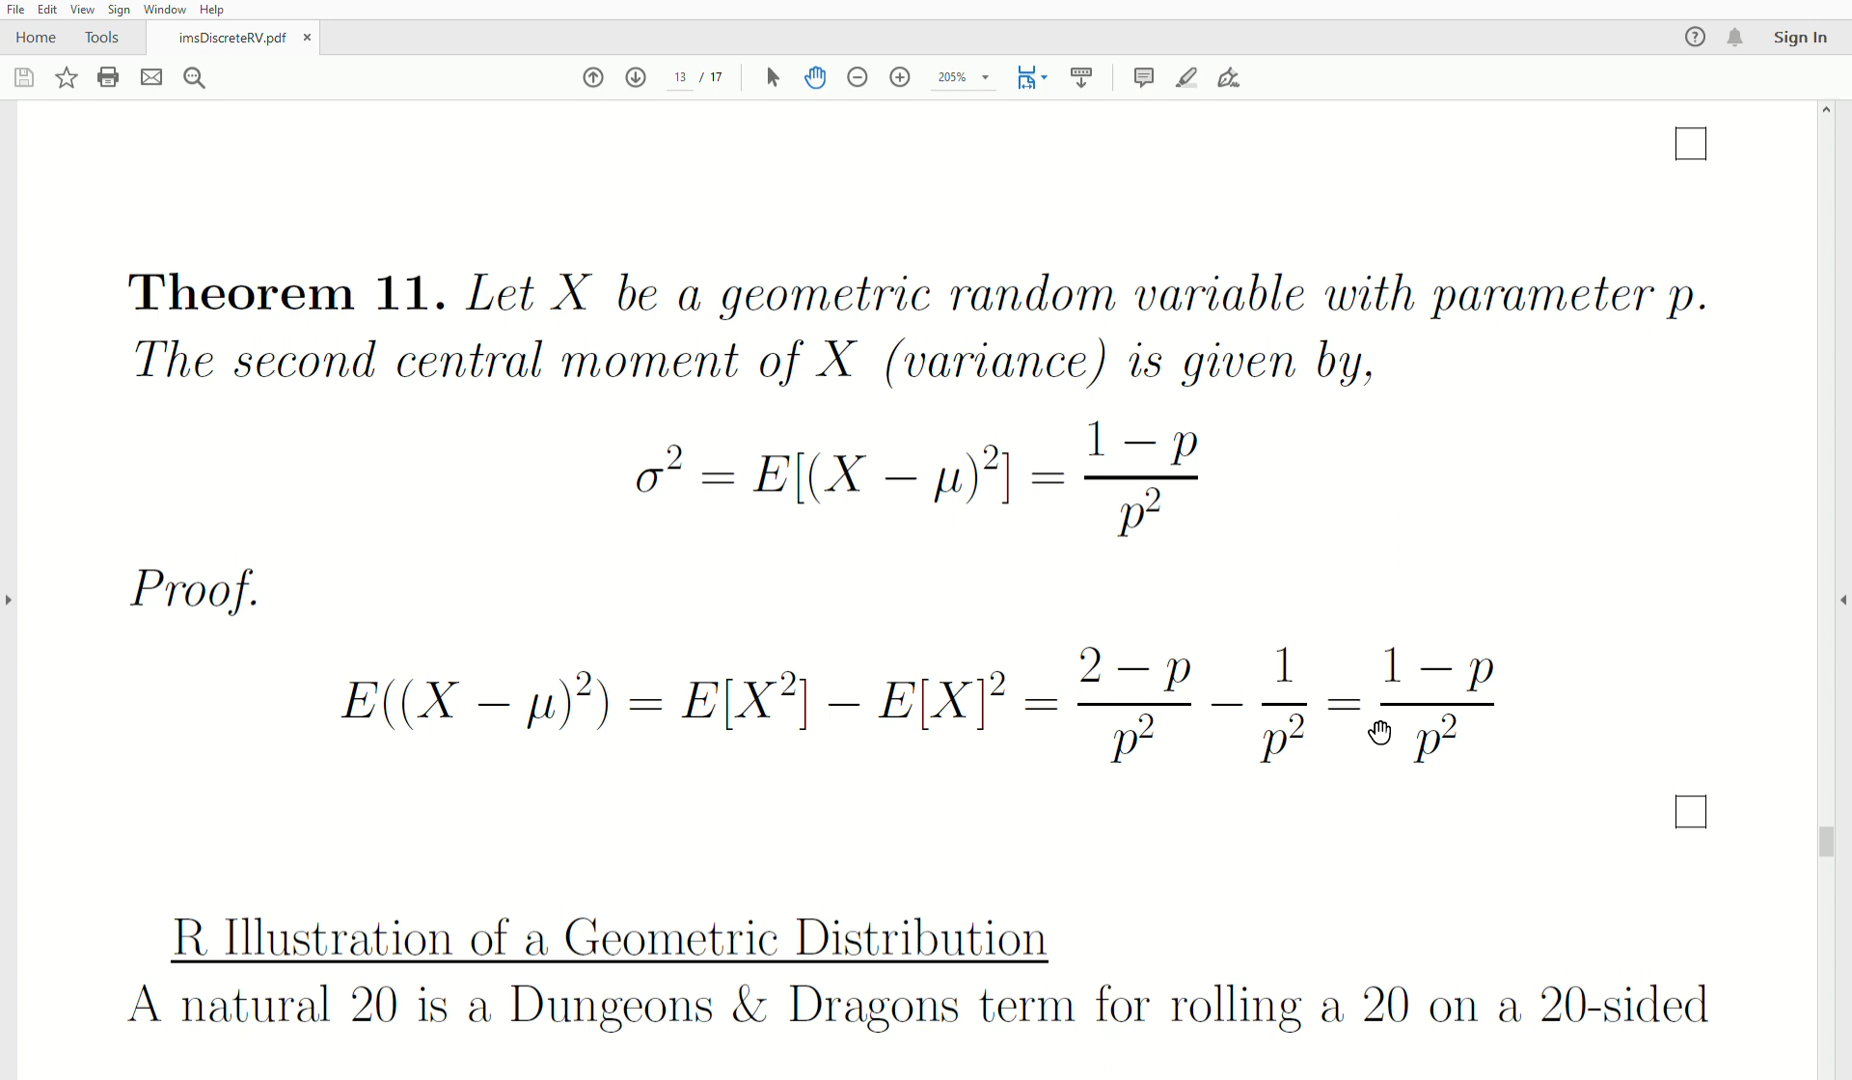 File Edit View Sign Window Help
Home Tools imsDiscreteRV.pdf × Sign In
13 / 17 205%
Theorem 11. Let X be a geometric random variable with parameter p.
The second central moment of X (variance) is given by,
σ² = E[(X − μ)²] = (1 − p)/p²
Proof.
E((X − μ)²) = E[X²] − E[X]² = (2 − p)/p² − 1/p² = (1 − p)/p²
R Illustration of a Geometric Distribution
A natural 20 is a Dungeons & Dragons term for rolling a 20 on a 20-sided